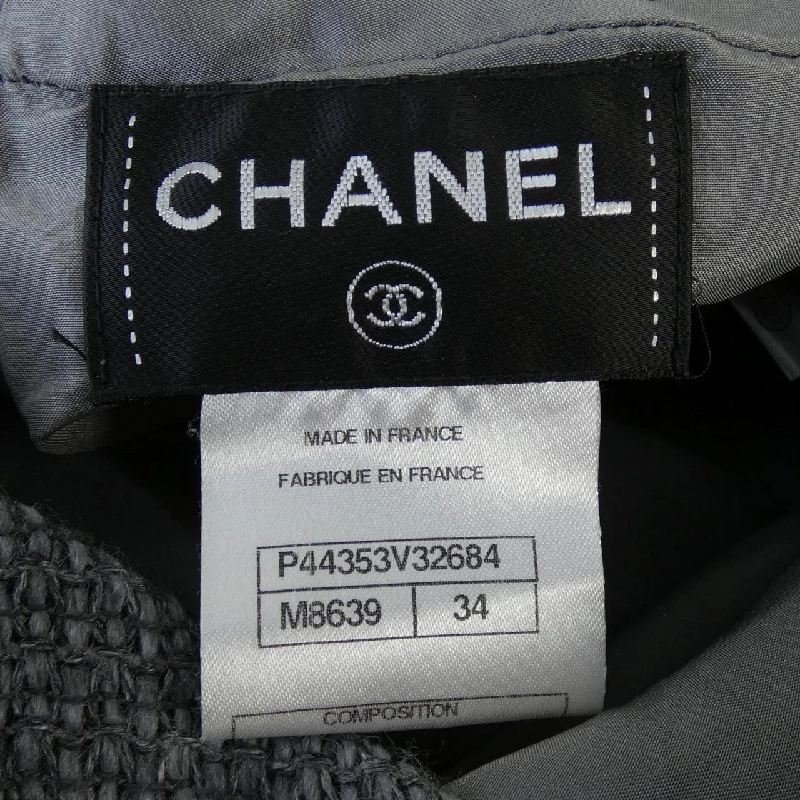 CHANEL
MADE IN FRANCE
FABRIQUE EN FRANCE
P44353V32684
M8639 34
COMPOSITION